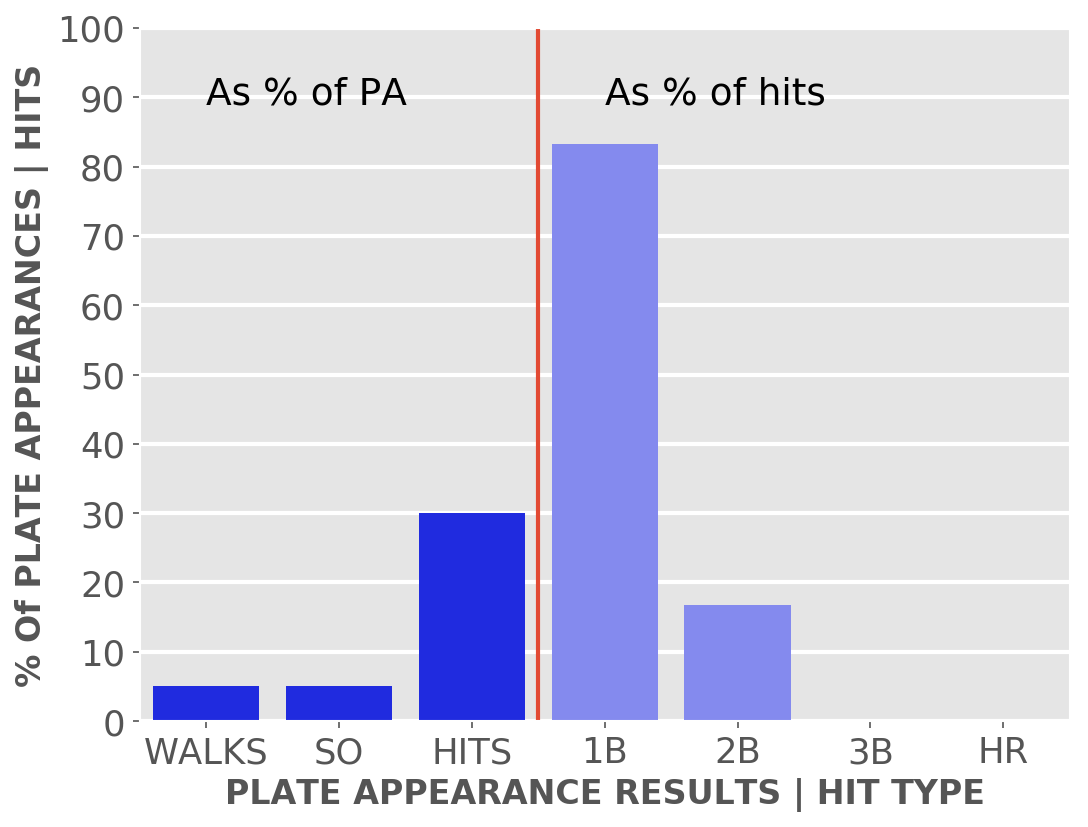 100
90
80
70
60
50
40
30
20
10
0
% Of PLATE APPEARANCES | HITS
As % of PA
As % of hits
WALKS SO HITS 1B 2B 3B HR
PLATE APPEARANCE RESULTS | HIT TYPE